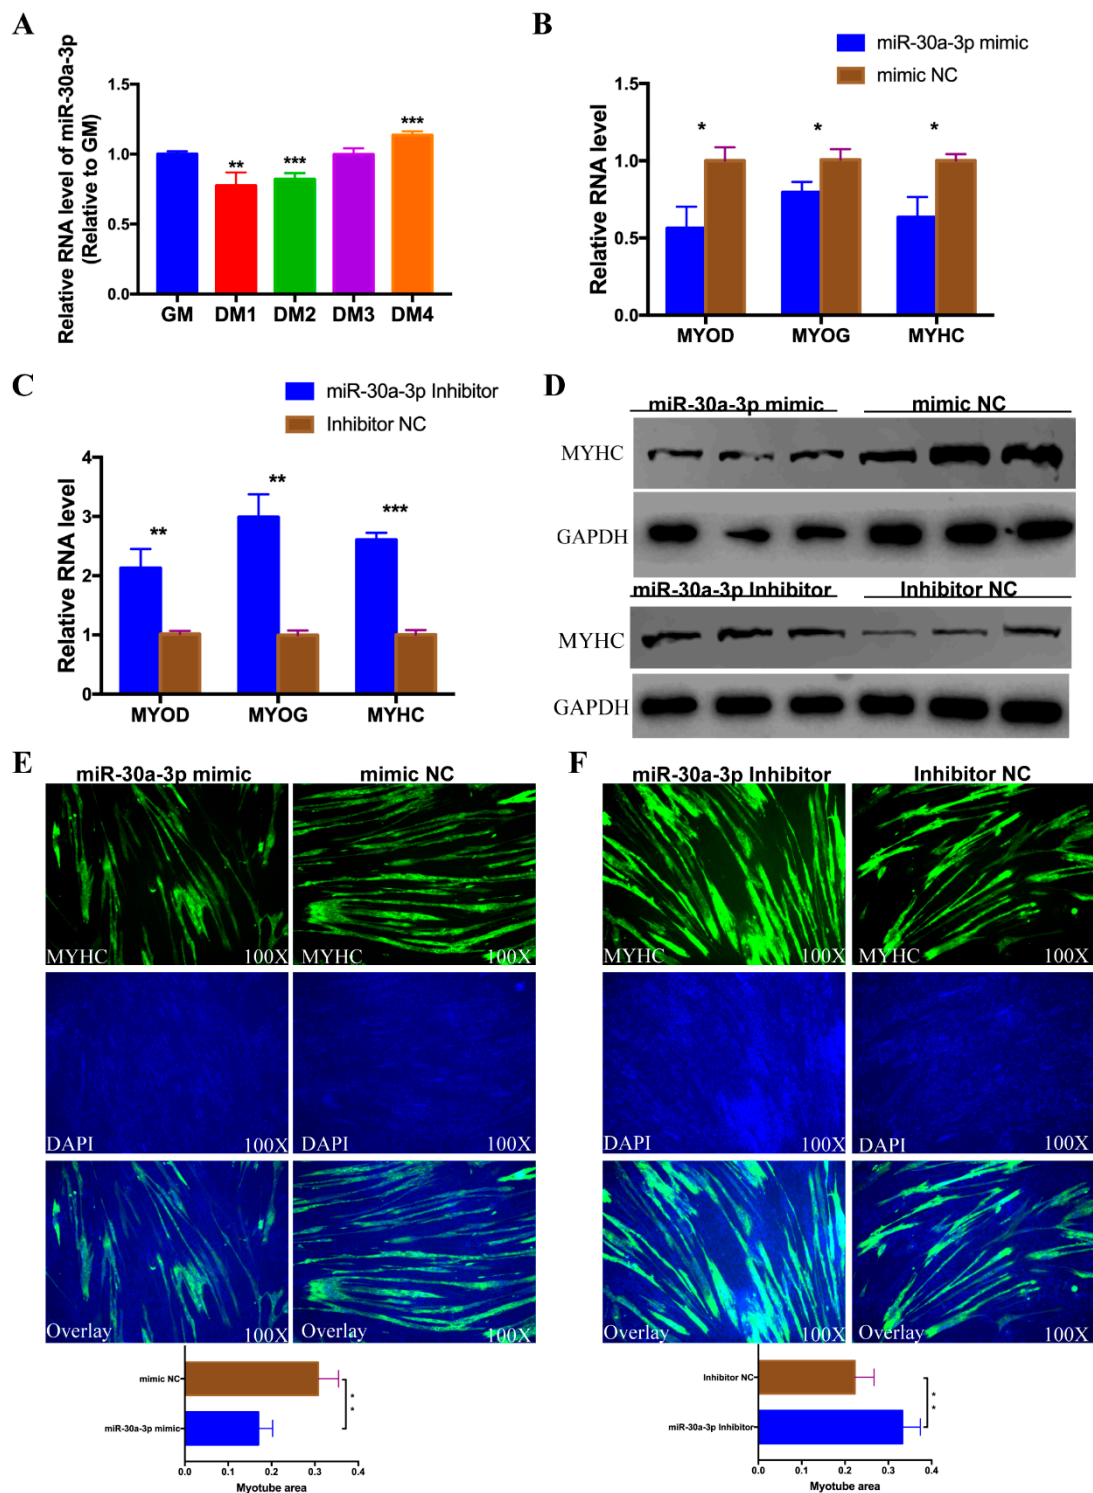 A
Relative RNA level of miR-30a-3p
(Relative to GM)
1.5
1.0
0.5
0.0
**
***
***
GM DM1 DM2 DM3 DM4
B
miR-30a-3p mimic
mimic NC
Relative RNA level
1.5
1.0
0.5
0.0
* * *
MYOD MYOG MYHC
C
miR-30a-3p Inhibitor
Inhibitor NC
Relative RNA level
4
3
2
1
0
** ** ***
MYOD MYOG MYHC
D
miR-30a-3p mimic mimic NC
MYHC
GAPDH
miR-30a-3p Inhibitor Inhibitor NC
MYHC
GAPDH
E
miR-30a-3p mimic mimic NC
MYHC 100X MYHC 100X
DAPI 100X DAPI 100X
Overlay 100X Overlay 100X
mimic NC
miR-30a-3p mimic
**
0.0 0.1 0.2 0.3 0.4
Myotube area
F
miR-30a-3p Inhibitor Inhibitor NC
MYHC 100X MYHC 100X
DAPI 100X DAPI 100X
Overlay 100X Overlay 100X
Inhibitor NC
miR-30a-3p Inhibitor
**
0.0 0.1 0.2 0.3 0.4
Myotube area